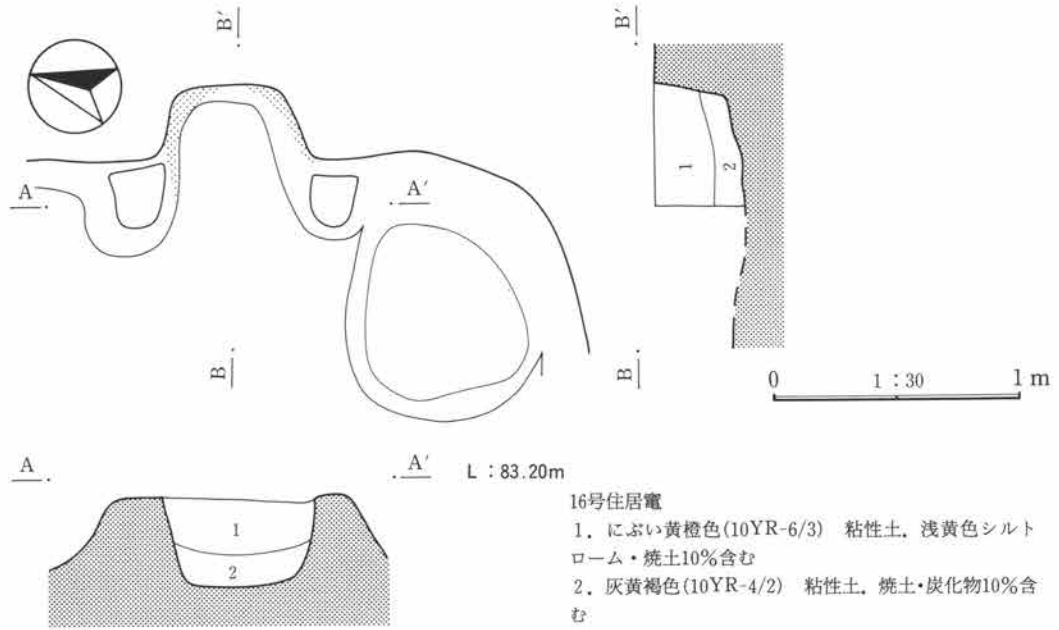 B′
B′
A
A′
1
2
B
B
0 1:30 1 m
A
A′ L:83.20m
1
2
16号住居竈
1. にぶい黄橙色(10YR-6/3) 粘性土. 浅黄色シルト
ローム・焼土10%含む
2. 灰黄褐色(10YR-4/2) 粘性土. 焼土・炭化物10%含
む